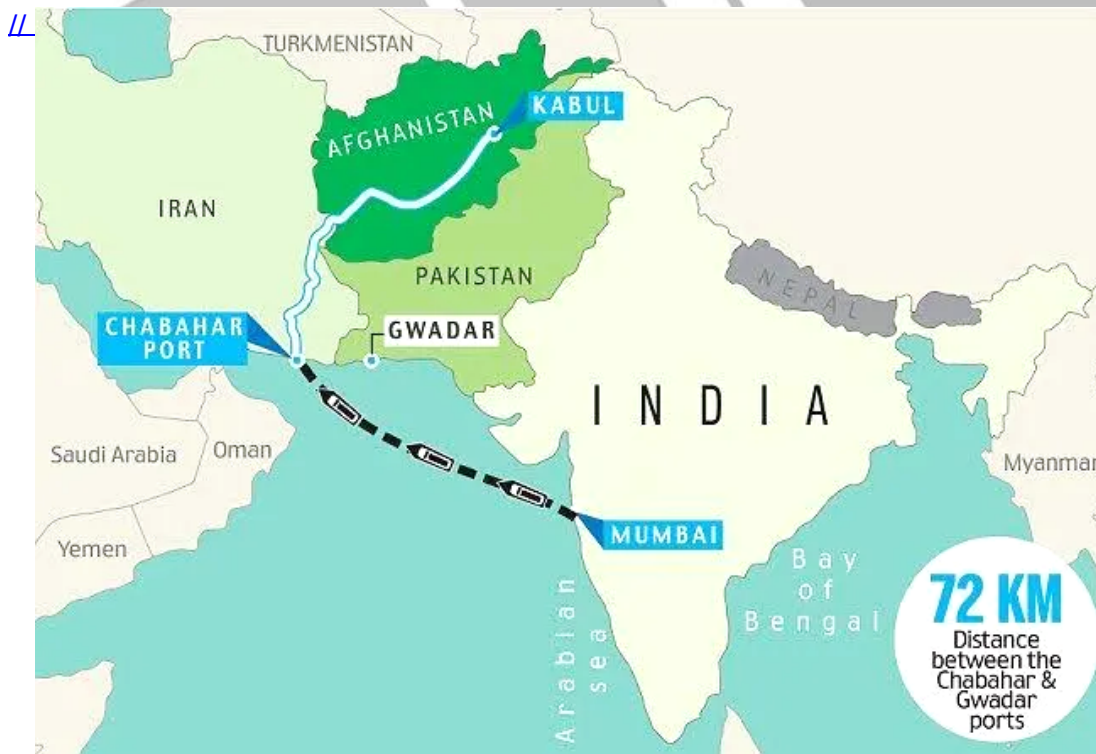 //
TURKMENISTAN
KABUL
AFGHANISTAN
IRAN
PAKISTAN
NEPAL
CHABAHAR
PORT
GWADAR
INDIA
Saudi Arabia
Oman
Myanmar
Yemen
MUMBAI
Bay
of
Bengal
Arabian
sea
72 KM
Distance
between the
Chabahar &
Gwadar
ports